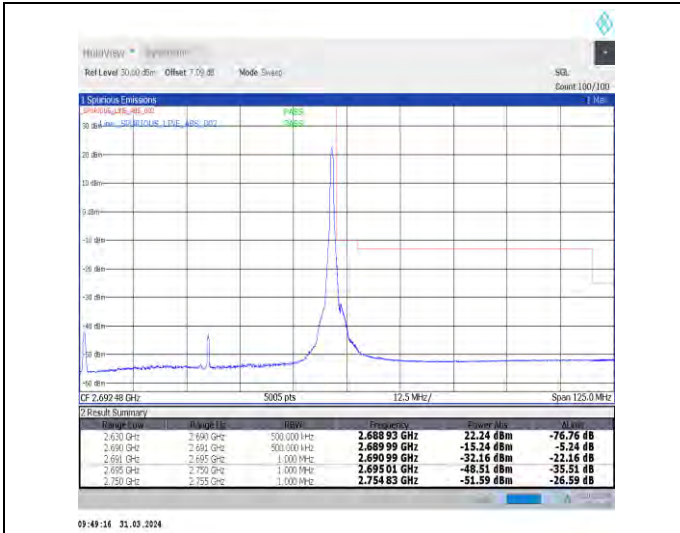 MultiView
Ref Level 30.00 dBm Offset 7.09 dB Mode Sweep SGL
Count 100/100
1 Spurious Emissions
_SPURIOUS_LINE_ABS_002 PASS
Line _SPURIOUS_LINE_ABS_002 PASS
30 dBm
20 dBm
10 dBm
0 dBm
-10 dBm
-20 dBm
-30 dBm
-40 dBm
-50 dBm
-60 dBm
CF 2.69248 GHz 5005 pts 12.5 MHz/ Span 125.0 MHz
2 Result Summary
Range Low Range Up RBW Frequency Power Abs ΔLimit
2.630 GHz 2.690 GHz 500.000 kHz 2.688 93 GHz 22.24 dBm -76.76 dB
2.690 GHz 2.691 GHz 500.000 kHz 2.689 99 GHz -15.24 dBm -5.24 dB
2.691 GHz 2.695 GHz 1.000 MHz 2.690 99 GHz -32.16 dBm -22.16 dB
2.695 GHz 2.750 GHz 1.000 MHz 2.695 01 GHz -48.51 dBm -35.51 dB
2.750 GHz 2.755 GHz 1.000 MHz 2.754 83 GHz -51.59 dBm -26.59 dB
09:49:16 31.03.2024